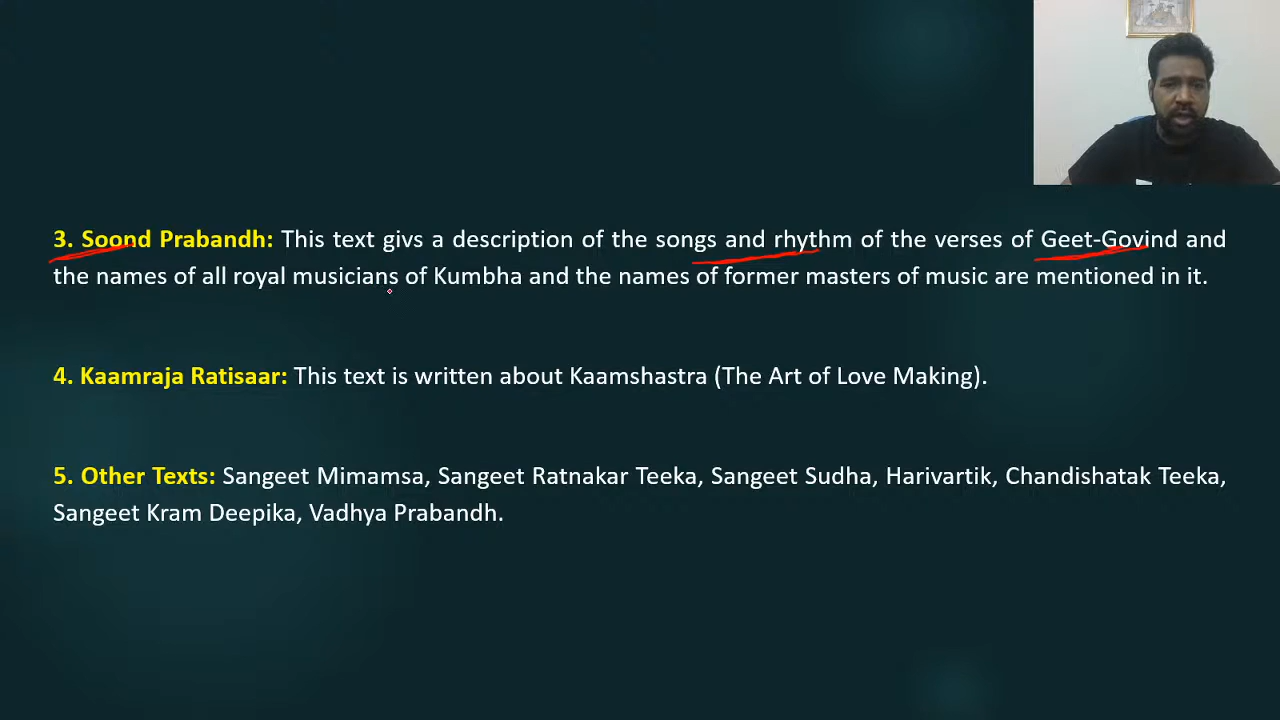 3. Soond Prabandh: This text givs a description of the songs and rhythm of the verses of Geet-Govind and
the names of all royal musicians of Kumbha and the names of former masters of music are mentioned in it.
4. Kaamraja Ratisaar: This text is written about Kaamshastra (The Art of Love Making).
5. Other Texts: Sangeet Mimamsa, Sangeet Ratnakar Teeka, Sangeet Sudha, Harivartik, Chandishatak Teeka,
Sangeet Kram Deepika, Vadhya Prabandh.